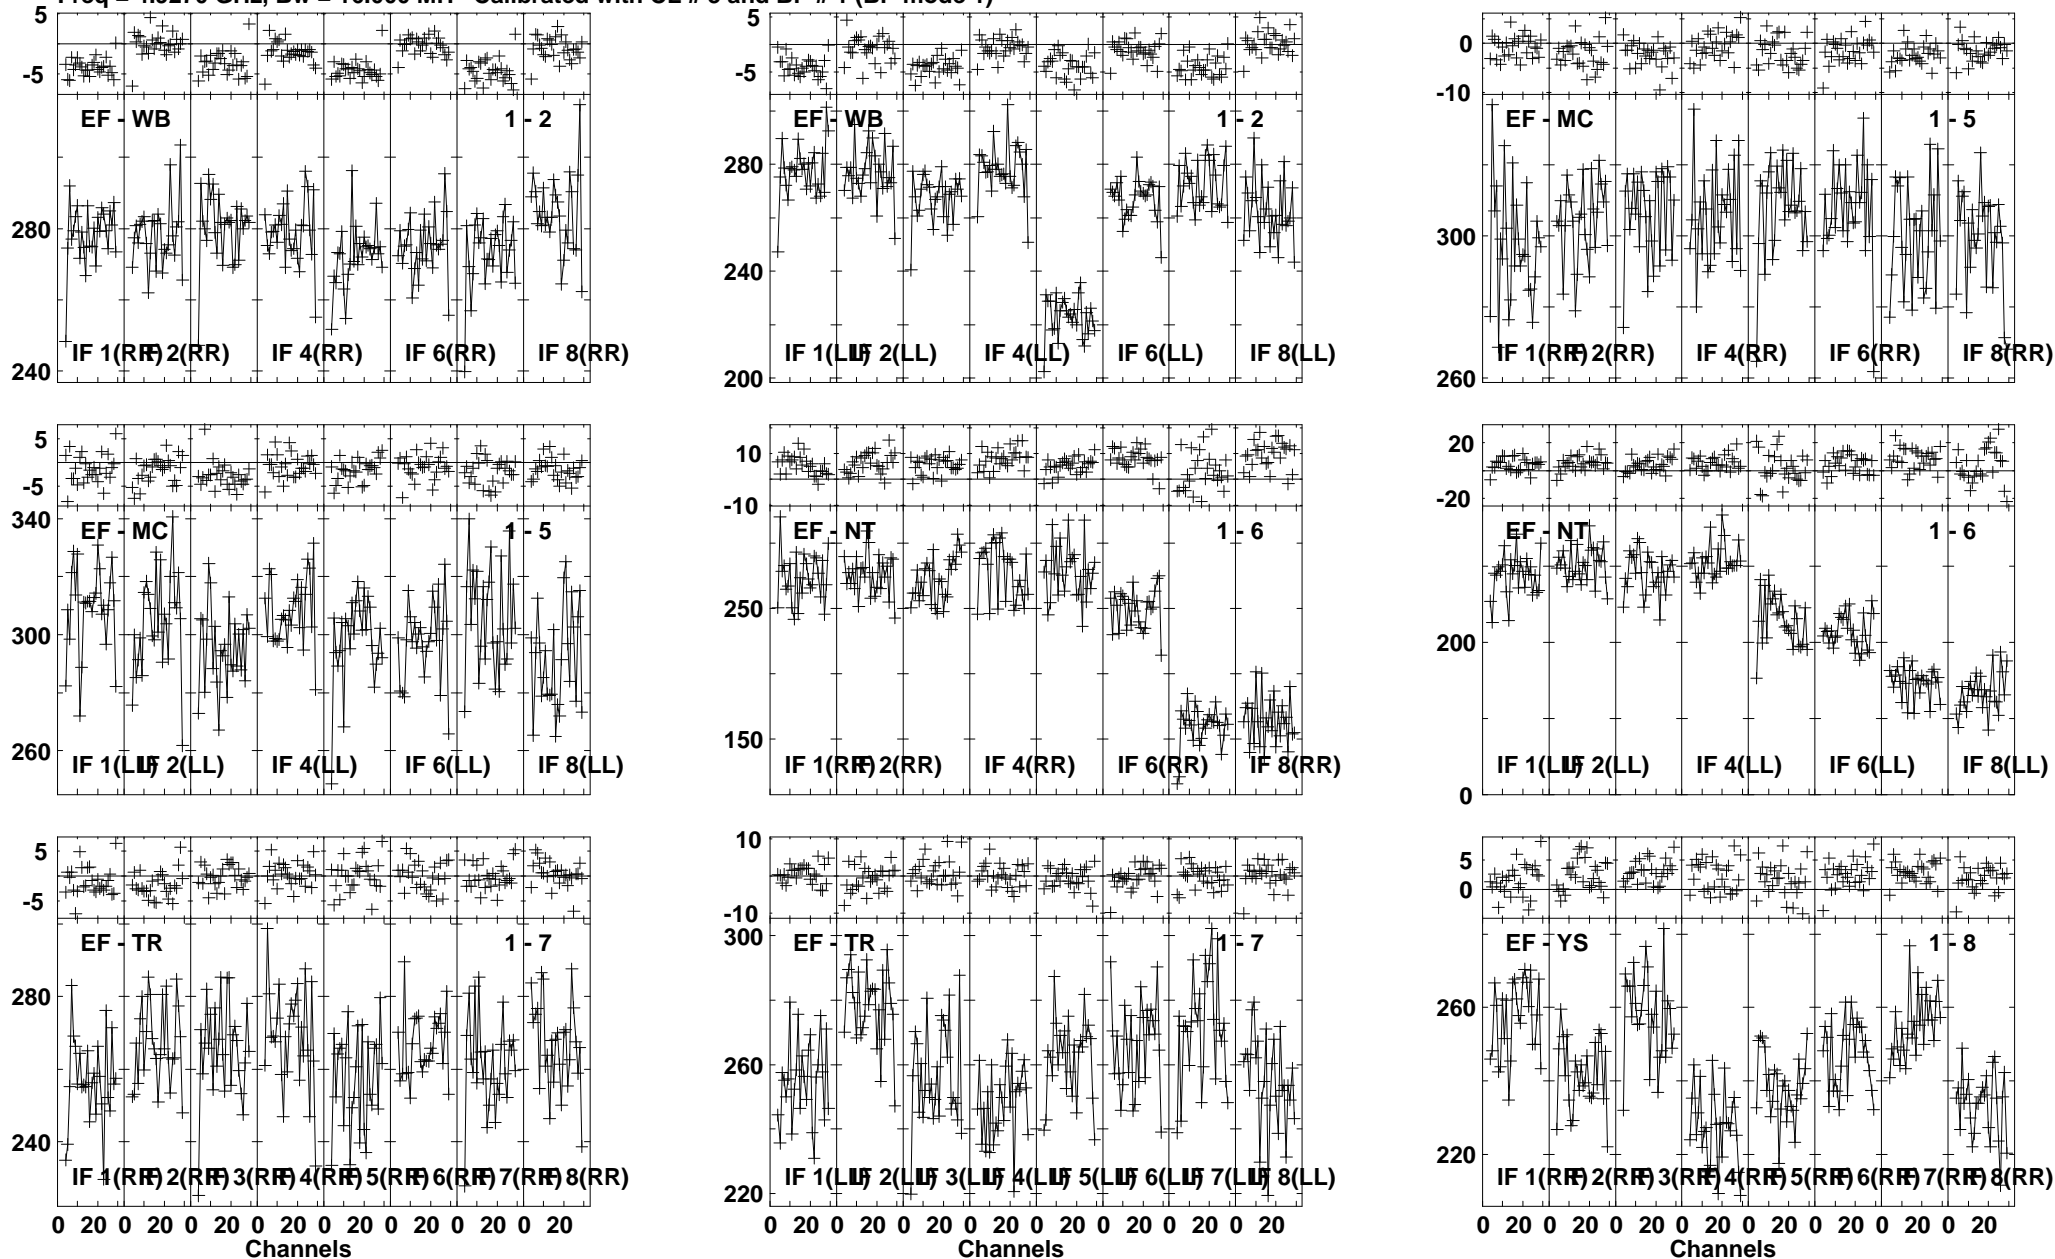 5
-5
EF - WB 1 - 2
280
240
IF 1(RR) IF 2(RR) IF 4(RR) IF 6(RR) IF 8(RR)
5
-5
EF - WB 1 - 2
280
240
200
IF 1(LL) IF 2(LL) IF 4(LL) IF 6(LL) IF 8(LL)
0
-10
EF - MC 1 - 5
300
260
IF 1(RR) IF 2(RR) IF 4(RR) IF 6(RR) IF 8(RR)
5
-5
340
EF - MC 1 - 5
300
260
IF 1(LL) IF 2(LL) IF 4(LL) IF 6(LL) IF 8(LL)
10
-10
EF - NT 1 - 6
250
150
IF 1(RR) IF 2(RR) IF 4(RR) IF 6(RR) IF 8(RR)
20
-20
EF - NT 1 - 6
200
0
IF 1(LL) IF 2(LL) IF 4(LL) IF 6(LL) IF 8(LL)
5
-5
EF - TR 1 - 7
280
240
IF 1(RR) IF 2(RR) IF 3(RR) IF 4(RR) IF 5(RR) IF 6(RR) IF 7(RR) IF 8(RR)
0 20 0 20 0 20 0 20 0 20 0 20 0 20 0 20
Channels
10
-10
300
EF - TR 1 - 7
260
220
IF 1(LL) IF 2(LL) IF 3(LL) IF 4(LL) IF 5(LL) IF 6(LL) IF 7(LL) IF 8(LL)
0 20 0 20 0 20 0 20 0 20 0 20 0 20 0 20
Channels
5
0
EF - YS 1 - 8
260
220
IF 1(RR) IF 2(RR) IF 3(RR) IF 4(RR) IF 5(RR) IF 6(RR) IF 7(RR) IF 8(RR)
0 20 0 20 0 20 0 20 0 20 0 20 0 20 0 20
Channels